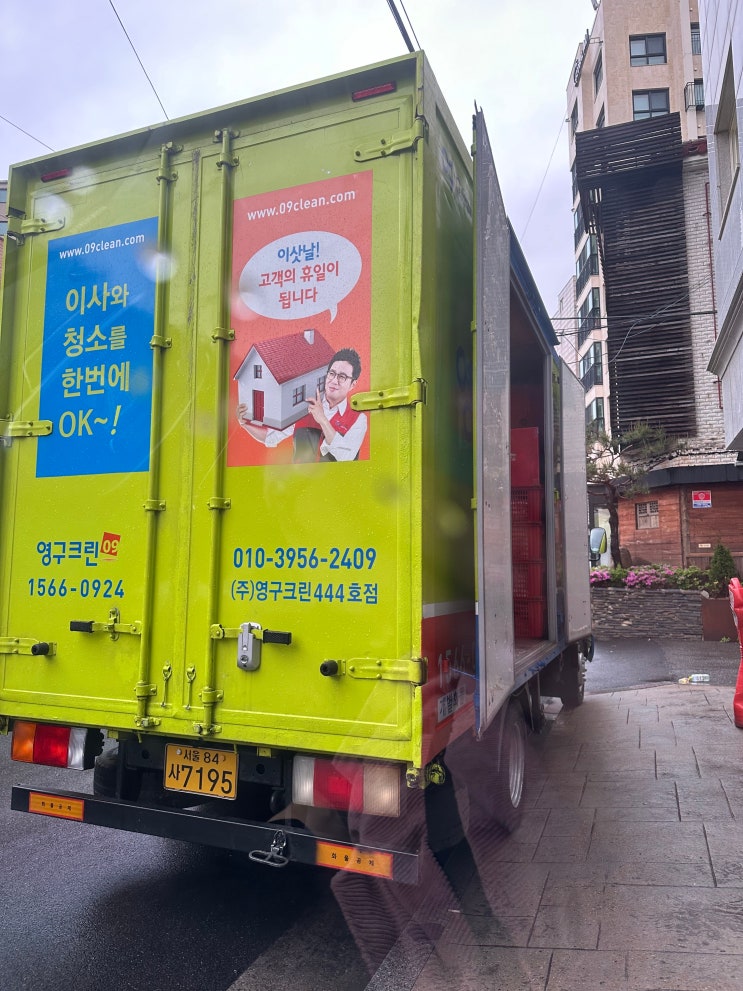 www.09clean.com
이사와
청소를
한번에
OK~!
www.09clean.com
이삿날!
고객의 휴일이
됩니다
영구크린09
1566-0924
010-3956-2409
(주)영구크린444호점
서울 84
사7195